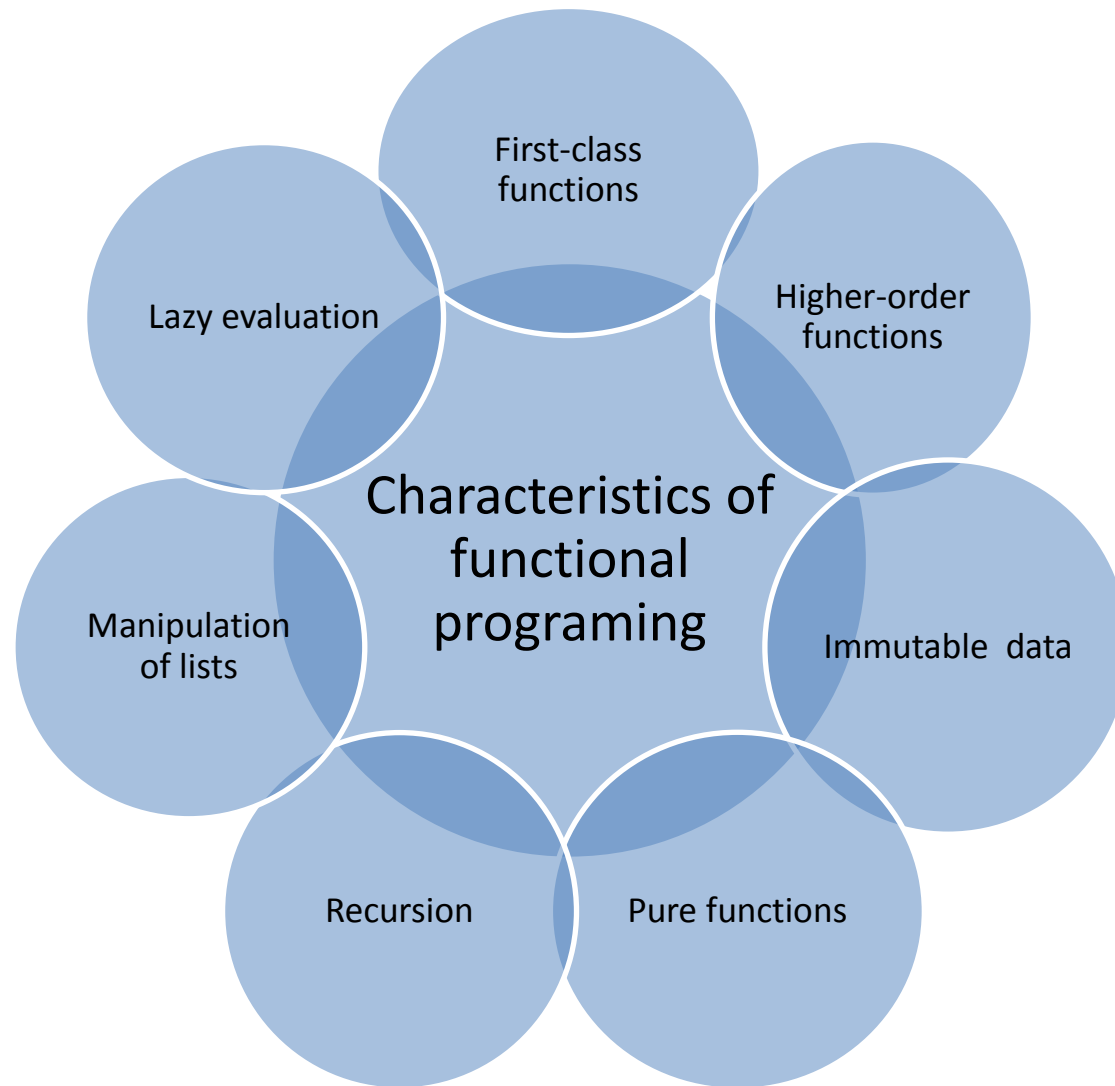 First-class
functions
Higher-order
functions
Lazy evaluation
Characteristics of
functional
programing
Manipulation
of lists
Immutable  data
Recursion
Pure functions